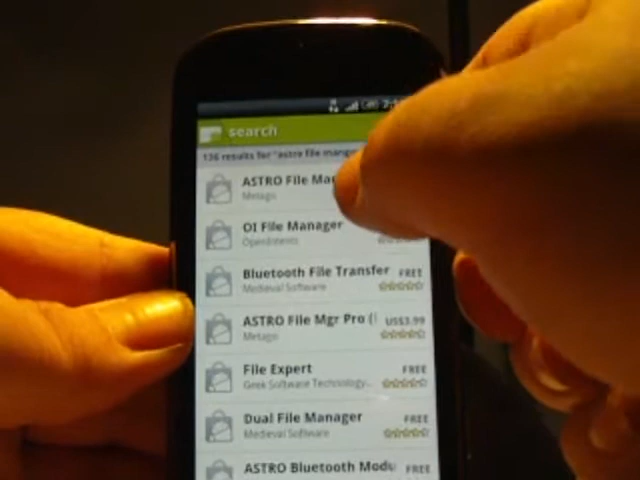 search
136 results for "astro file mange
ASTRO File Ma
Metago
OI File Manager
OpenIntents
Bluetooth File Transfer FREE
Medieval Software
ASTRO File Mgr Pro ( US$3.99
Metago
File Expert FREE
Geek Software Technology...
Dual File Manager FREE
Medieval Software
ASTRO Bluetooth Modu FREE